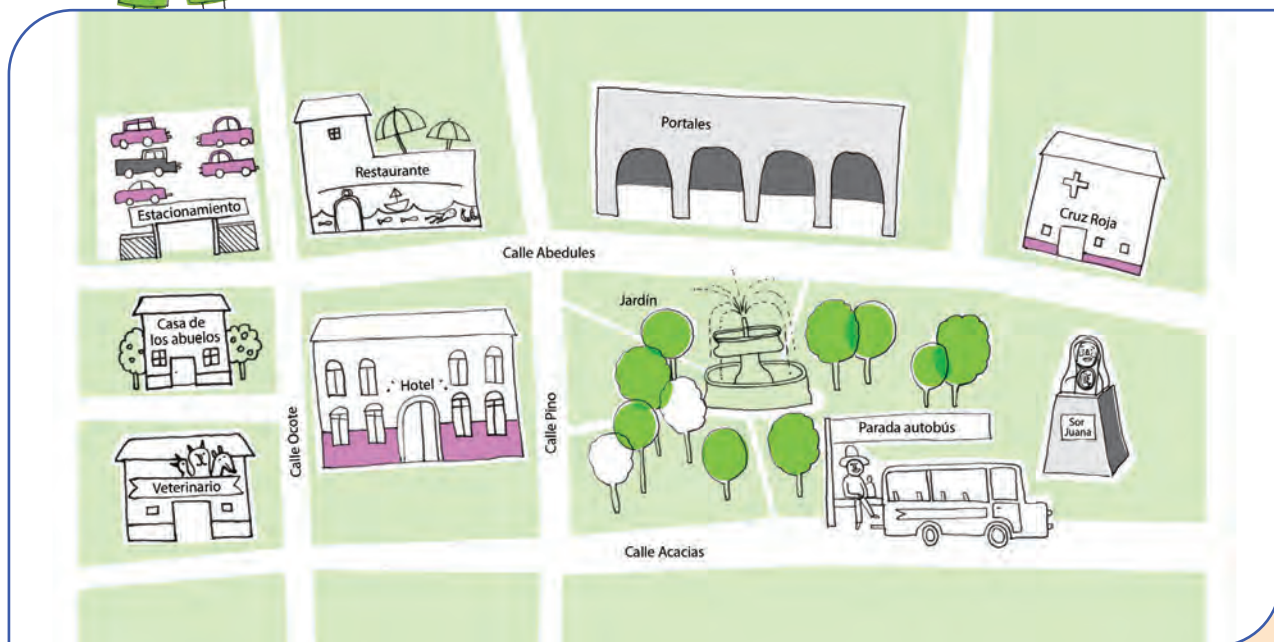 Portales
Restaurante
Estacionamiento
Cruz Roja
Calle Abedules
Jardín
Casa de
los abuelos
Hotel
Calle Ocote
Calle Pino
Parada autobús
Sor
Juana
Veterinario
Calle Acacias